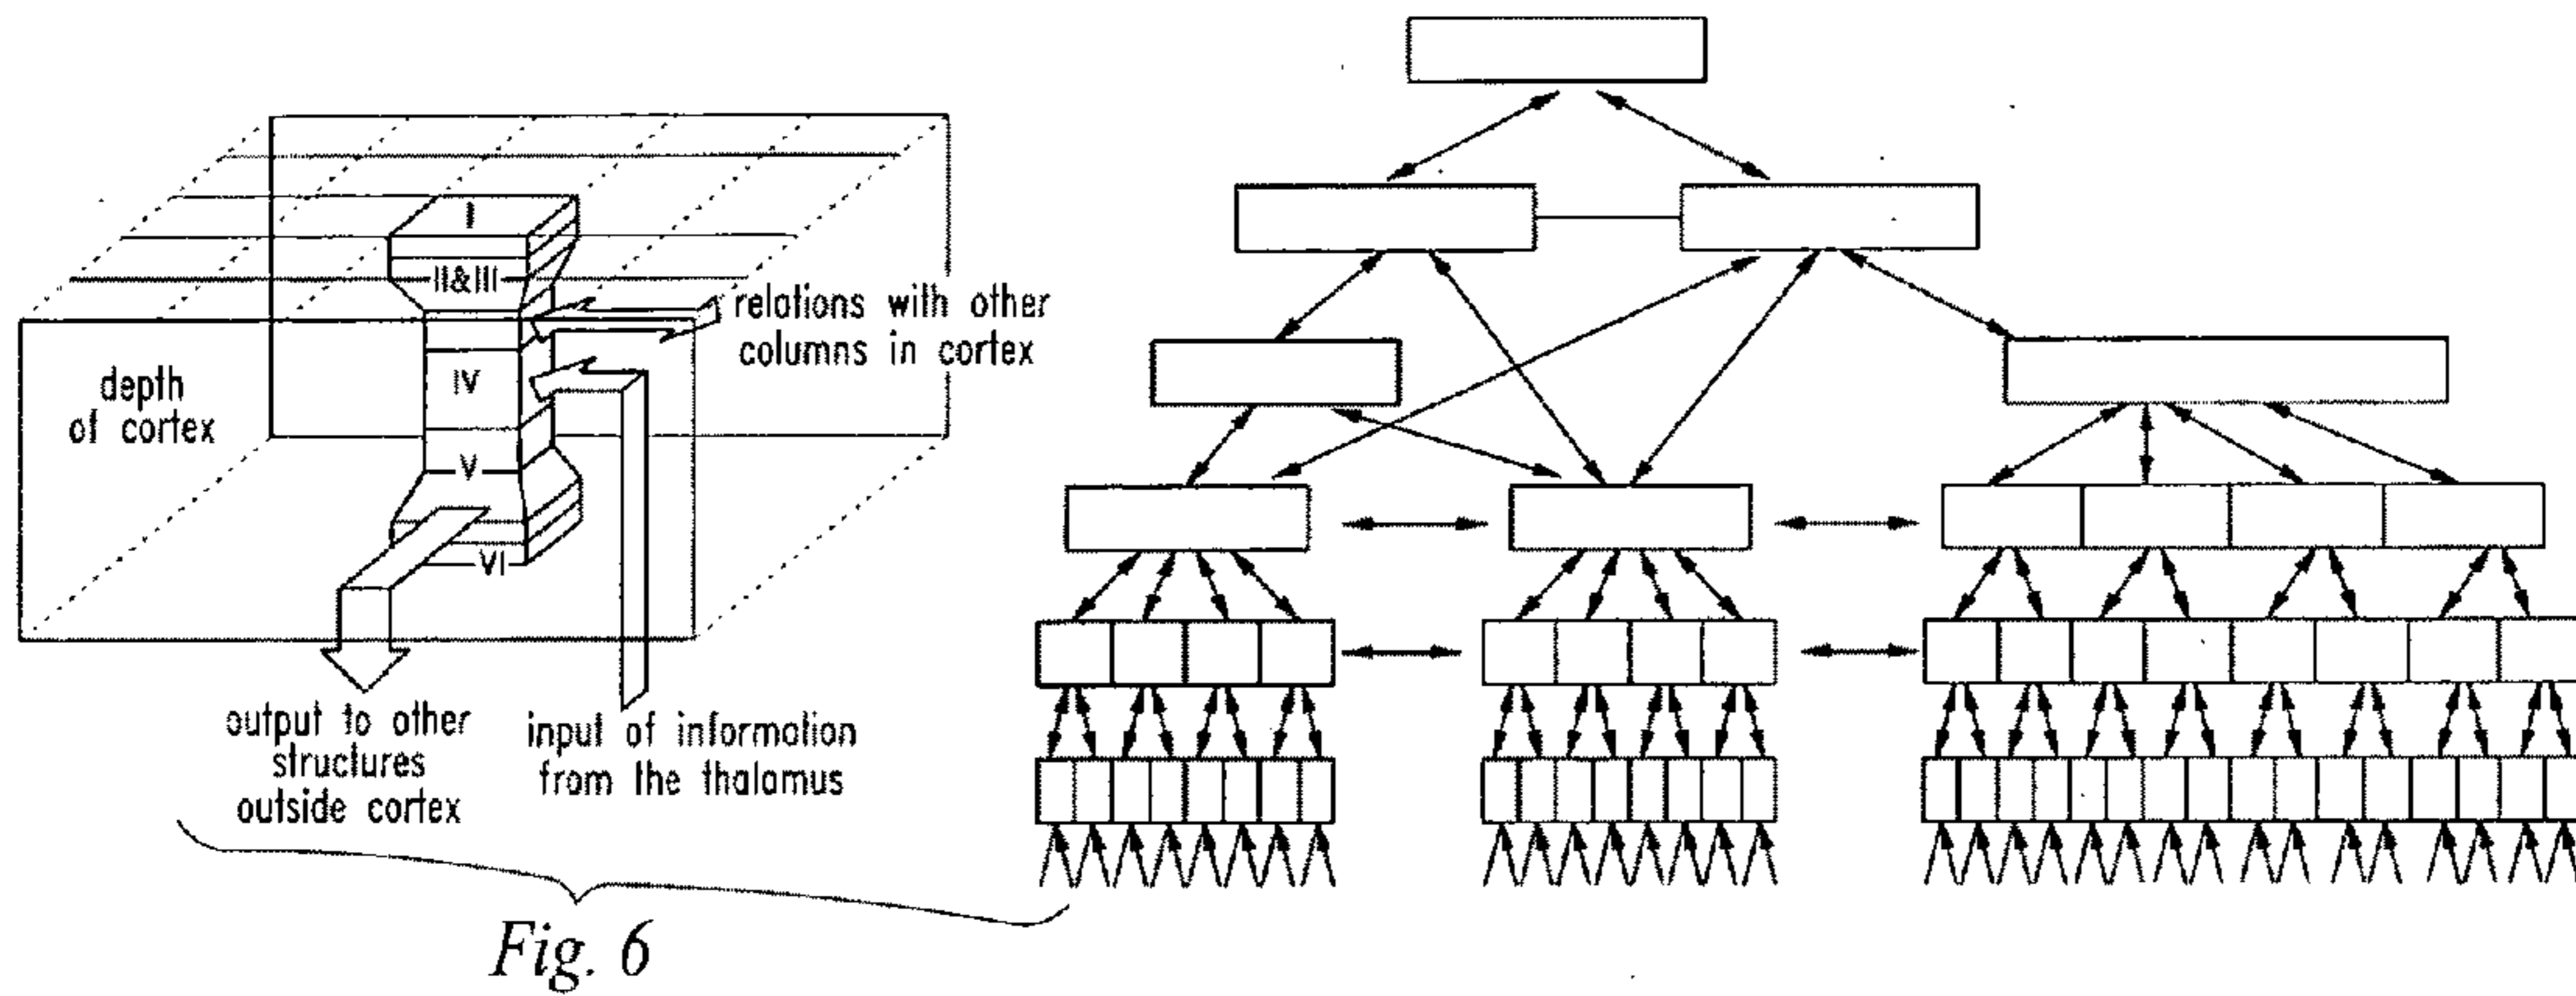 I
II&III
relations with other
columns in cortex
IV
depth
of cortex
V
VI
output to other
structures
outside cortex
input of information
from the thalamus
Fig. 6